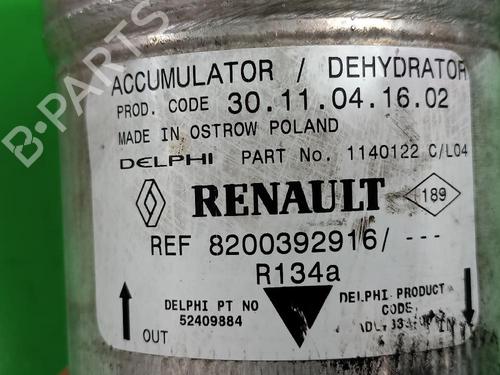 B-PARTS
ACCUMULATOR / DEHYDRATOR
PROD. CODE 30.11.04.16.02
MADE IN OSTROW POLAND
DELPHI PART No. 1140122 C/L04
RENAULT 189
REF 8200392916/ ---
R134a
DELPHI PT NO
52409884
DELPHI PRODUCT
CODE
OUT IN